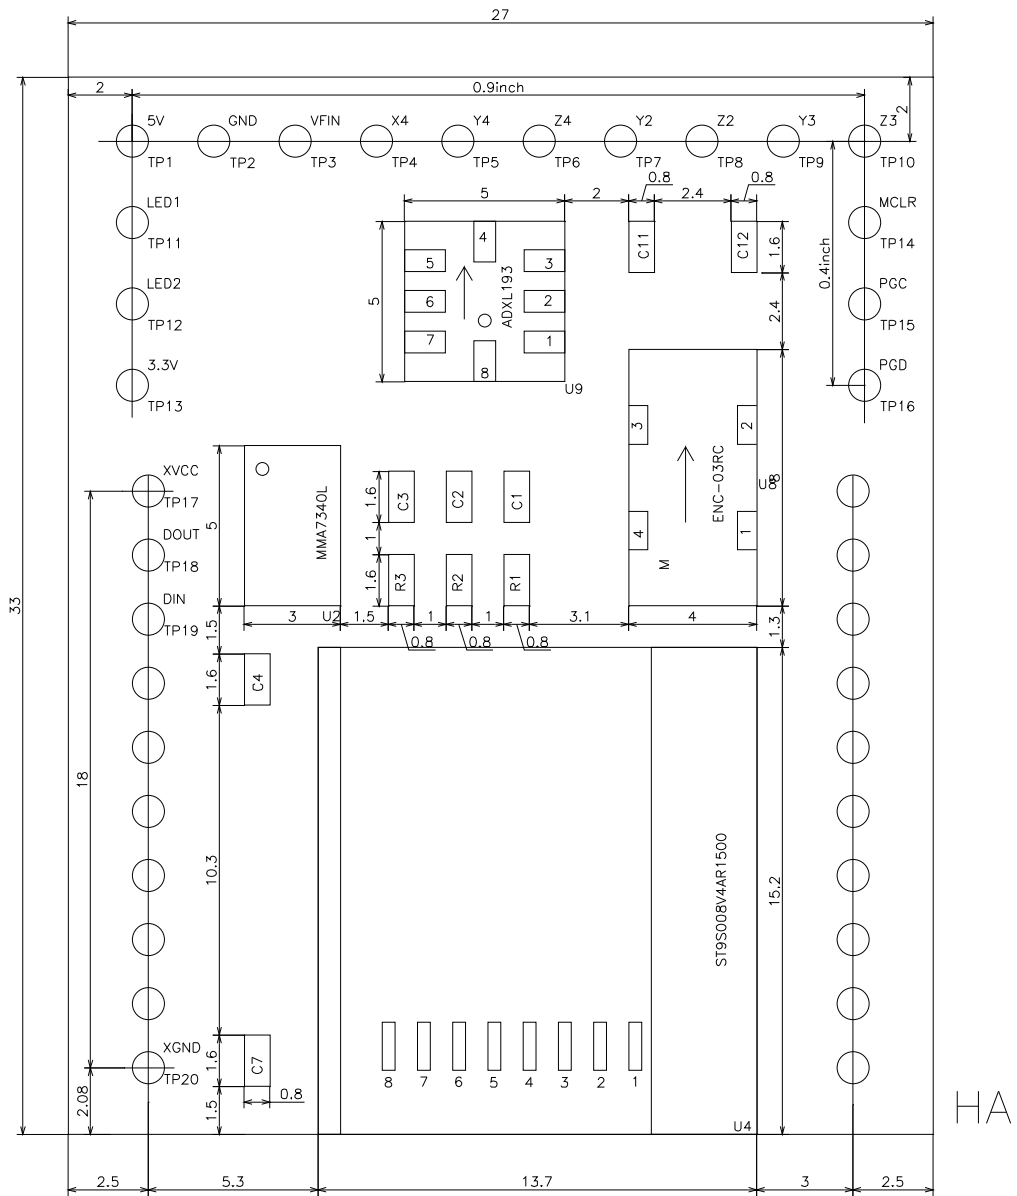 27
2
0.9inch
2
5V
GND
VFIN
X4
Y4
Z4
Y2
Z2
Y3
Z3
TP1
TP2
TP3
TP4
TP5
TP6
TP7
TP8
TP9
TP10
0.8
0.8
5
2
2.4
LED1
MCLR
TP11
TP14
4
C11
C12
1.6
5
3
0.4inch
5
6
2
ADXL193
LED2
PGC
TP12
TP15
2.4
7
1
3.3V
8
PGD
U9
TP13
TP16
3
2
XVCC
TP17
U8
8
ENC-03RC
5
MMA7340L
1.6
C3
C2
C1
DOUT
TP18
1
4
1
M
1.6
R3
R2
R1
DIN
TP19
33
1.5
3
U2
1.5
1
1
3.1
4
1.3
0.8
0.8
0.8
1.6
C4
18
10.3
ST9S008V4AR1500
15.2
XGND
TP20
1.6
C7
8
7
6
5
4
3
2
1
0.8
2.08
1.5
U4
HA
2.5
5.3
13.7
3
2.5